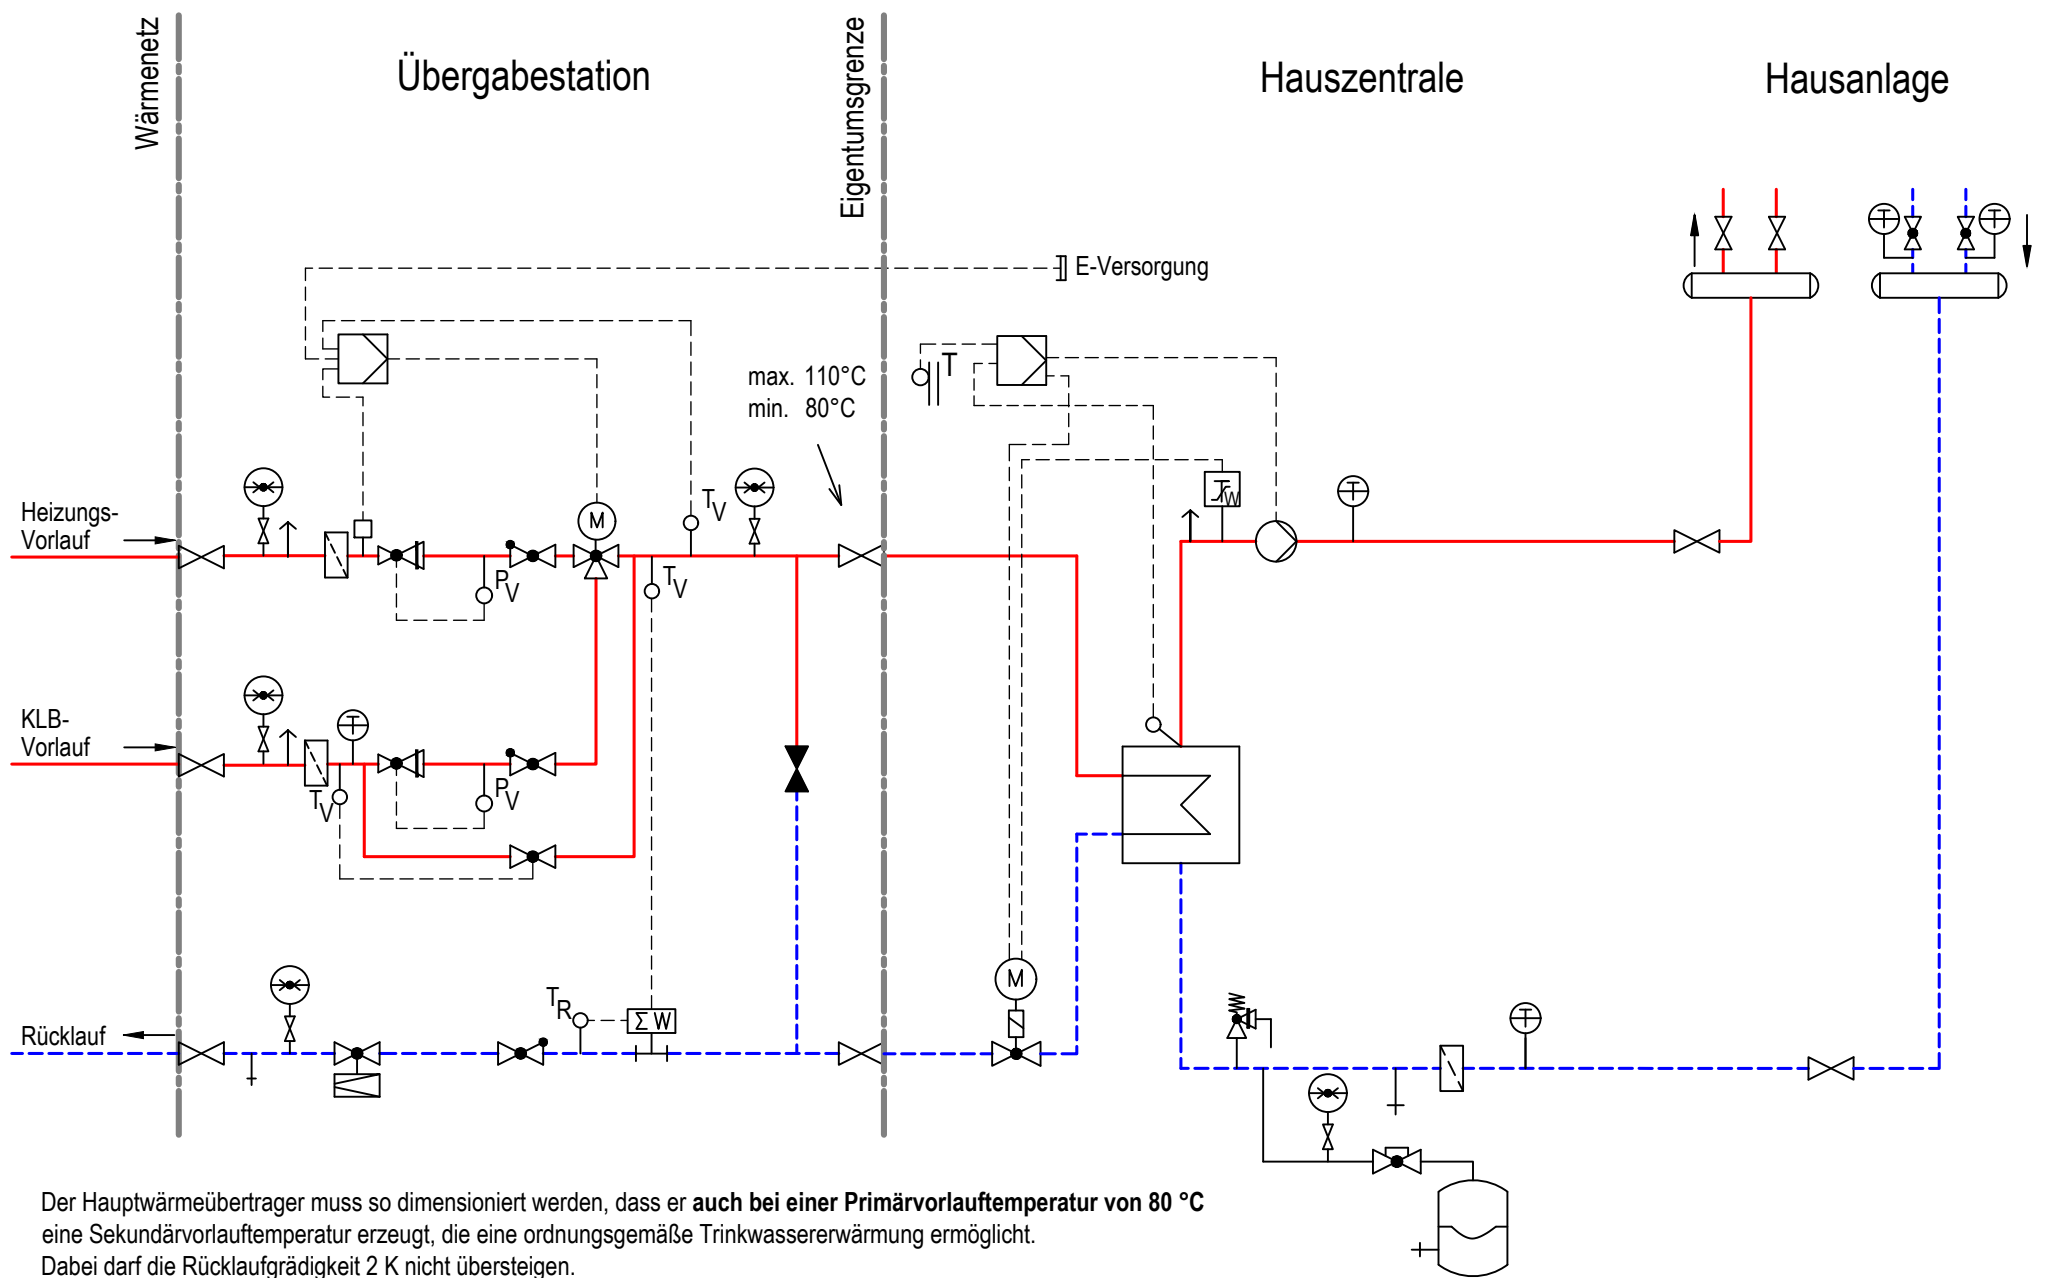 Wärmenetz
Übergabestation
Eigentumsgrenze
Hauszentrale
Hausanlage
T
T
E-Versorgung
T
max. 110°C
min. 80°C
Heizungs-
Vorlauf
M
TV
TW
T
PV
TV
KLB-
Vorlauf
T
TV
PV
M
TR
Σ W
T
Rücklauf
Der Hauptwärmeübertrager muss so dimensioniert werden, dass er auch bei einer Primärvorlauftemperatur von 80 °C
eine Sekundärvorlauftemperatur erzeugt, die eine ordnungsgemäße Trinkwassererwärmung ermöglicht.
Dabei darf die Rücklaufgrädigkeit 2 K nicht übersteigen.